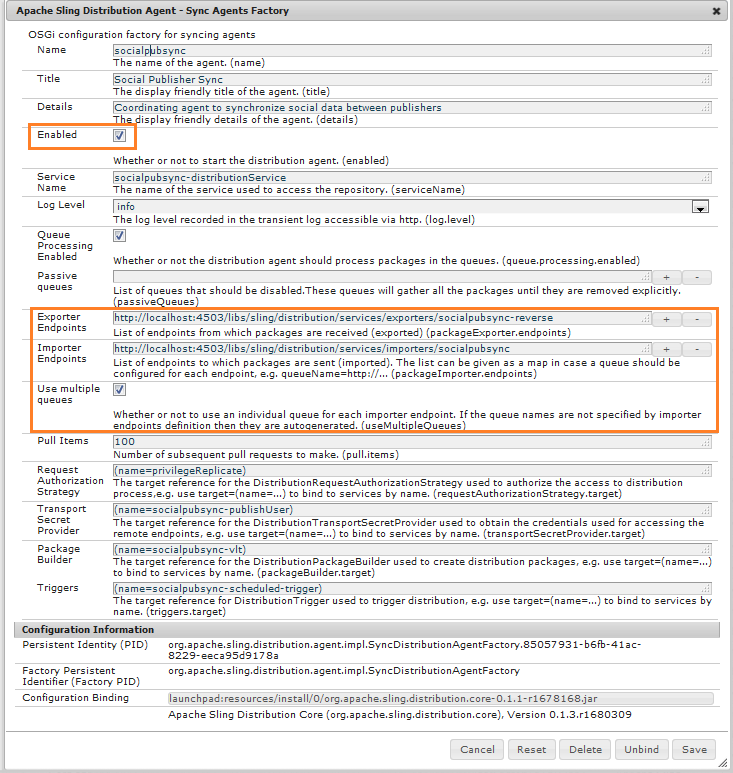 Apache Sling Distribution Agent - Sync Agents Factory
OSGi configuration factory for syncing agents
Name
socialpubsync
The name of the agent. (name)
Title
Social Publisher Sync
The display friendly title of the agent. (title)
Details
Coordinating agent to synchronize social data between publishers
The display friendly details of the agent. (details)
Enabled
Whether or not to start the distribution agent. (enabled)
Service
Name
socialpubsync-distributionService
The name of the service used to access the repository. (serviceName)
Log Level
info
The log level recorded in the transient log accessible via http. (log.level)
Queue
Processing
Enabled
Whether or not the distribution agent should process packages in the queues. (queue.processing.enabled)
Passive
queues
+
-
List of queues that should be disabled.These queues will gather all the packages until they are removed explicitly.
(passiveQueues)
Exporter
Endpoints
http://localhost:4503/libs/sling/distribution/services/exporters/socialpubsync-reverse
+
-
List of endpoints from which packages are received (exported) (packageExporter.endpoints)
Importer
Endpoints
http://localhost:4503/libs/sling/distribution/services/importers/socialpubsync
+
-
List of endpoints to which packages are sent (imported). The list can be given as a map in case a queue should be
configured for each endpoint, e.g. queueName=http://... (packageImporter.endpoints)
Use multiple
queues
Whether or not to use an individual queue for each importer endpoint. If the queue names are not specified by importer
endpoints definition then they are autogenerated. (useMultipleQueues)
Pull Items
100
Number of subsequent pull requests to make. (pull.items)
Request
Authorization
Strategy
(name=privilegeReplicate)
The target reference for the DistributionRequestAuthorizationStrategy used to authorize the access to distribution
process,e.g. use target=(name=...) to bind to services by name. (requestAuthorizationStrategy.target)
Transport
Secret
Provider
(name=socialpubsync-publishUser)
The target reference for the DistributionTransportSecretProvider used to obtain the credentials used for accessing the
remote endpoints, e.g. use target=(name=...) to bind to services by name. (transportSecretProvider.target)
Package
Builder
(name=socialpubsync-vlt)
The target reference for the DistributionPackageBuilder used to create distribution packages, e.g. use target=(name=...)
to bind to services by name. (packageBuilder.target)
Triggers
(name=socialpubsync-scheduled-trigger)
The target reference for DistributionTrigger used to trigger distribution, e.g. use target=(name=...) to bind to services by
name. (triggers.target)
Configuration Information
Persistent Identity (PID)
org.apache.sling.distribution.agent.impl.SyncDistributionAgentFactory.85057931-b6fb-41ac-
8229-eeca95d9178a
Factory Persistent
Identifier (Factory PID)
org.apache.sling.distribution.agent.impl.SyncDistributionAgentFactory
Configuration Binding
launchpad:resources/install/0/org.apache.sling.distribution.core-0.1.1-r1678168.jar
Apache Sling Distribution Core (org.apache.sling.distribution.core), Version 0.1.3.r1680309
Cancel
Reset
Delete
Unbind
Save